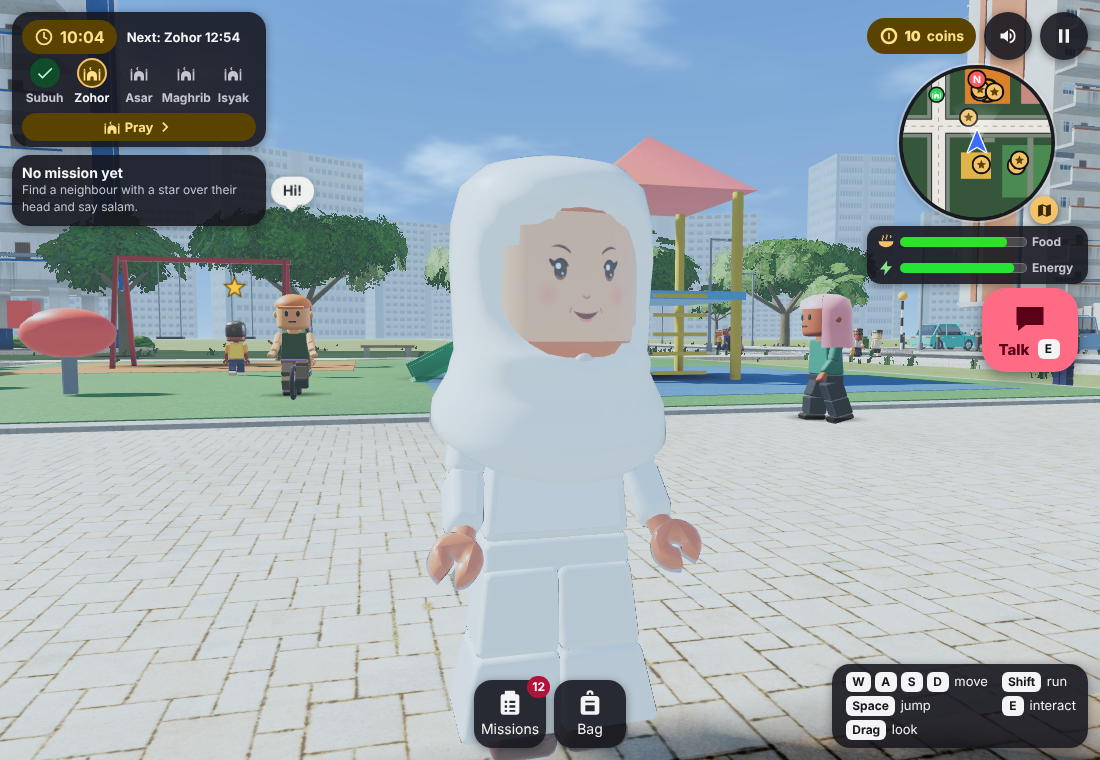 10:04
Next: Zohor 12:54
Subuh
Zohor
Asar
Maghrib
Isyak
Pray
No mission yet
Find a neighbour with a star over their
head and say salam.
Hi!
10 coins
N
Food
Energy
Talk E
12
Missions
Bag
W A S D move Shift run
Space jump E interact
Drag look